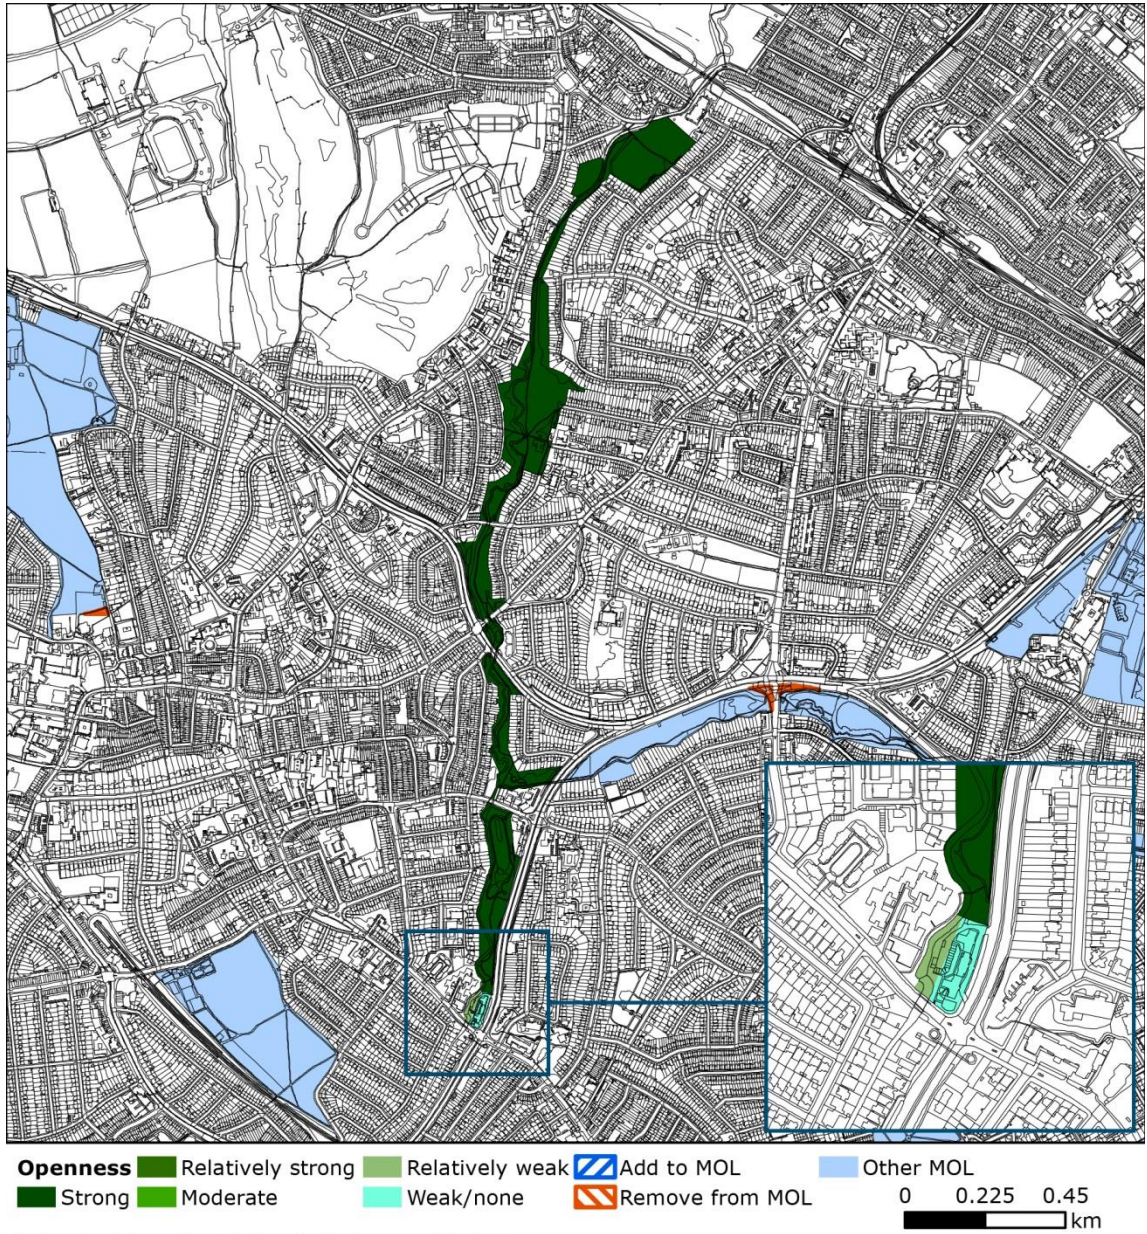 Openness Relatively strong Relatively weak Add to MOL Other MOL
Strong Moderate Weak/none Remove from MOL 0 0.225 0.45
km